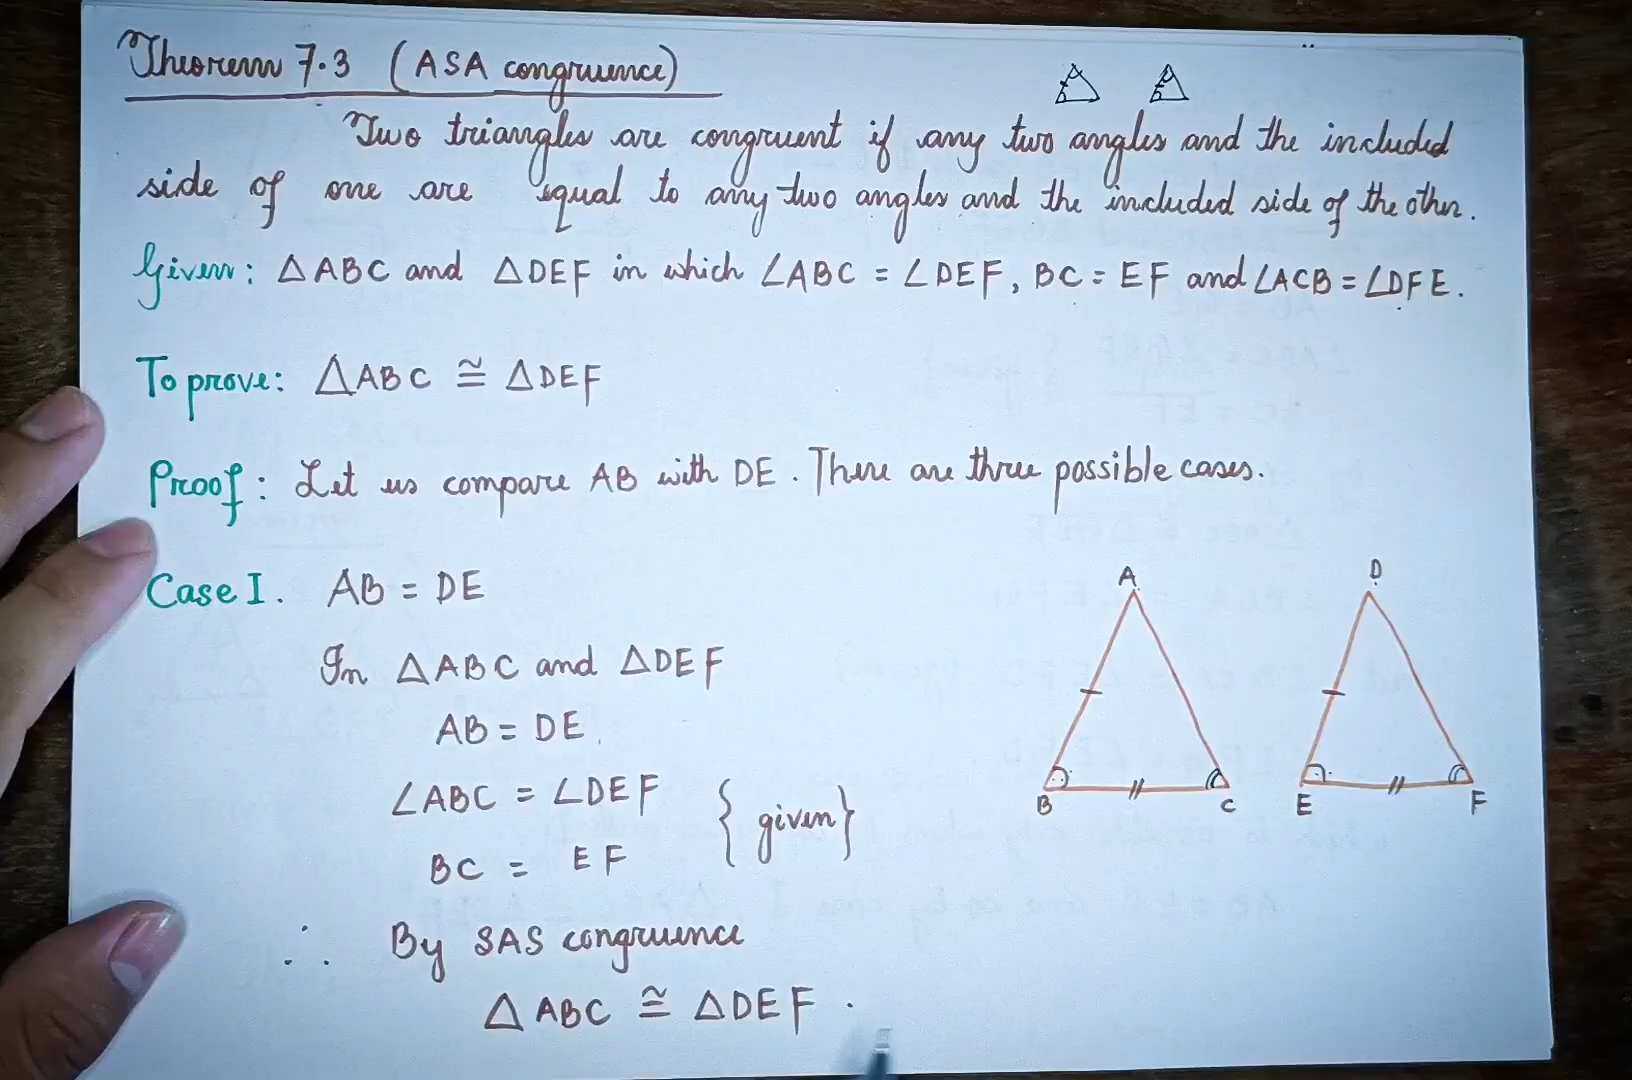 Theorem 7.3 (ASA congruence)
Two triangles are congruent if any two angles and the included
side of one are equal to any two angles and the included side of the other.
Given: △ABC and △DEF in which ∠ABC = ∠DEF, BC = EF and ∠ACB = ∠DFE.
To prove: △ABC ≅ △DEF
Proof: Let us compare AB with DE. There are three possible cases.
Case I. AB = DE
In △ABC and △DEF
AB = DE
∠ABC = ∠DEF
BC = EF
{given}
∴ By SAS congruence
△ABC ≅ △DEF.
A
B
C
D
E
F